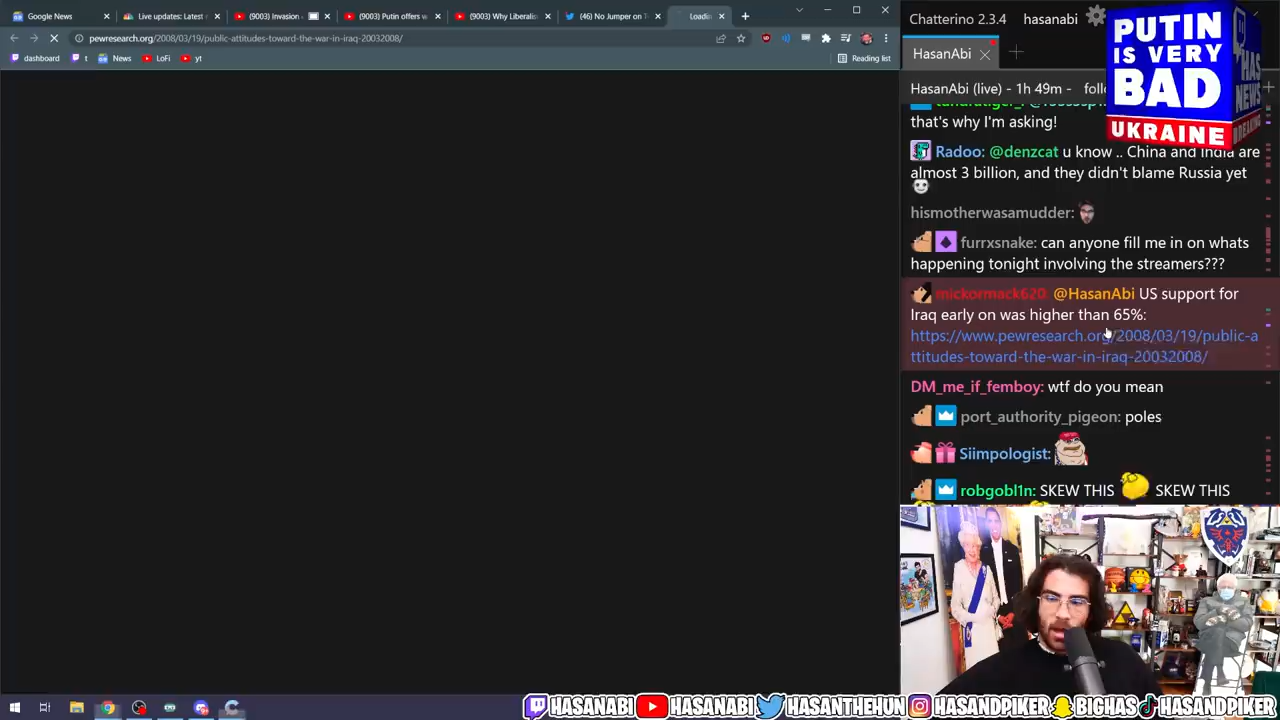 Google News
Live updates: Latest r
(9003) Invasion
(9003) Putin offers w
(9003) Why Liberalis
(46) No Jumper on T
Loadin
pewresearch.org/2008/03/19/public-attitudes-toward-the-war-in-iraq-20032008/
dashboard
t
News
LoFi
yt
Reading list
Chatterino 2.3.4
hasanabi
HasanAbi
HasanAbi (live) - 1h 49m -
PUTIN
IS VERY
BAD
UKRAINE
that's why I'm asking!
Radoo: @denzcat u know .. China and India are
almost 3 billion, and they didn't blame Russia yet
hismotherwasamudder:
furrxsnake: can anyone fill me in on whats
happening tonight involving the streamers???
mickormack620 @HasanAbi US support for
Iraq early on was higher than 65%:
https://www.pewresearch.org/2008/03/19/public-a
ttitudes-toward-the-war-in-iraq-20032008/
DM_me_if_femboy: wtf do you mean
port_authority_pigeon: poles
Siimpologist:
robgobl1n: SKEW THIS SKEW THIS
HASANABI HASANABI HASANTHEHUN HASANDPIKER BIGHAS HASANDPIKER